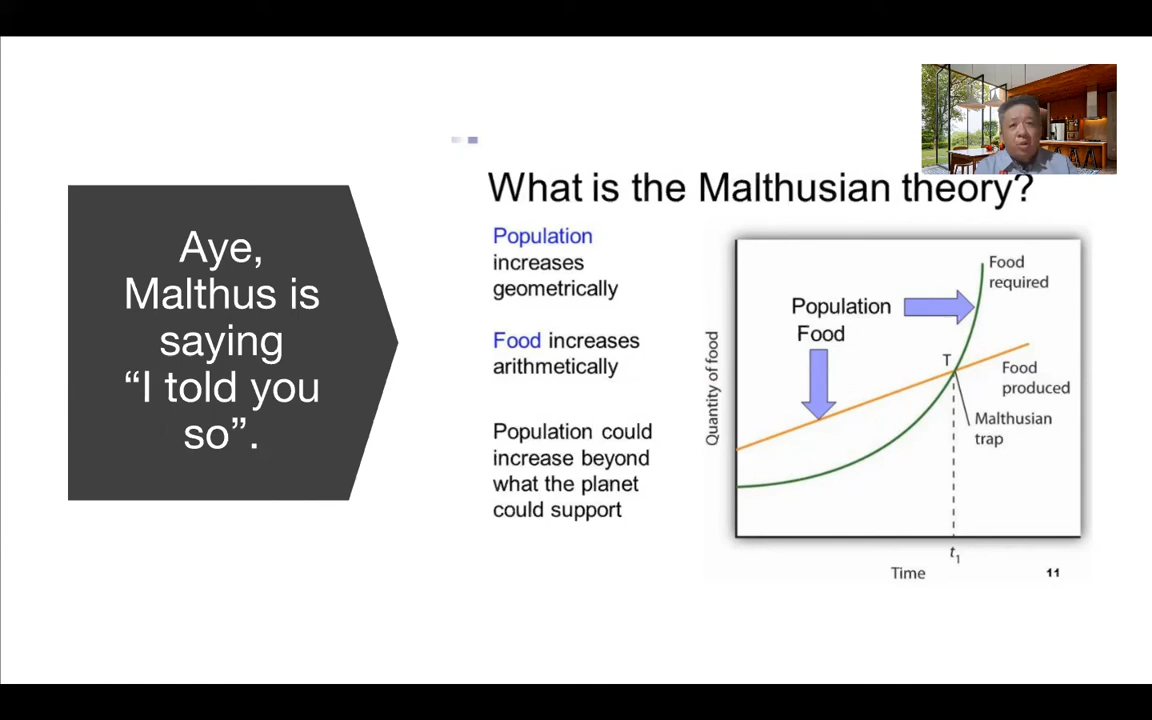 Aye,
Malthus is
saying
“I told you
so”.
What is the Malthusian theory?
Population
increases
geometrically
Food increases
arithmetically
Population could
increase beyond
what the planet
could support
Quantity of food
Food
required
Population
Food
T
Food
produced
Malthusian
trap
t1
Time
11